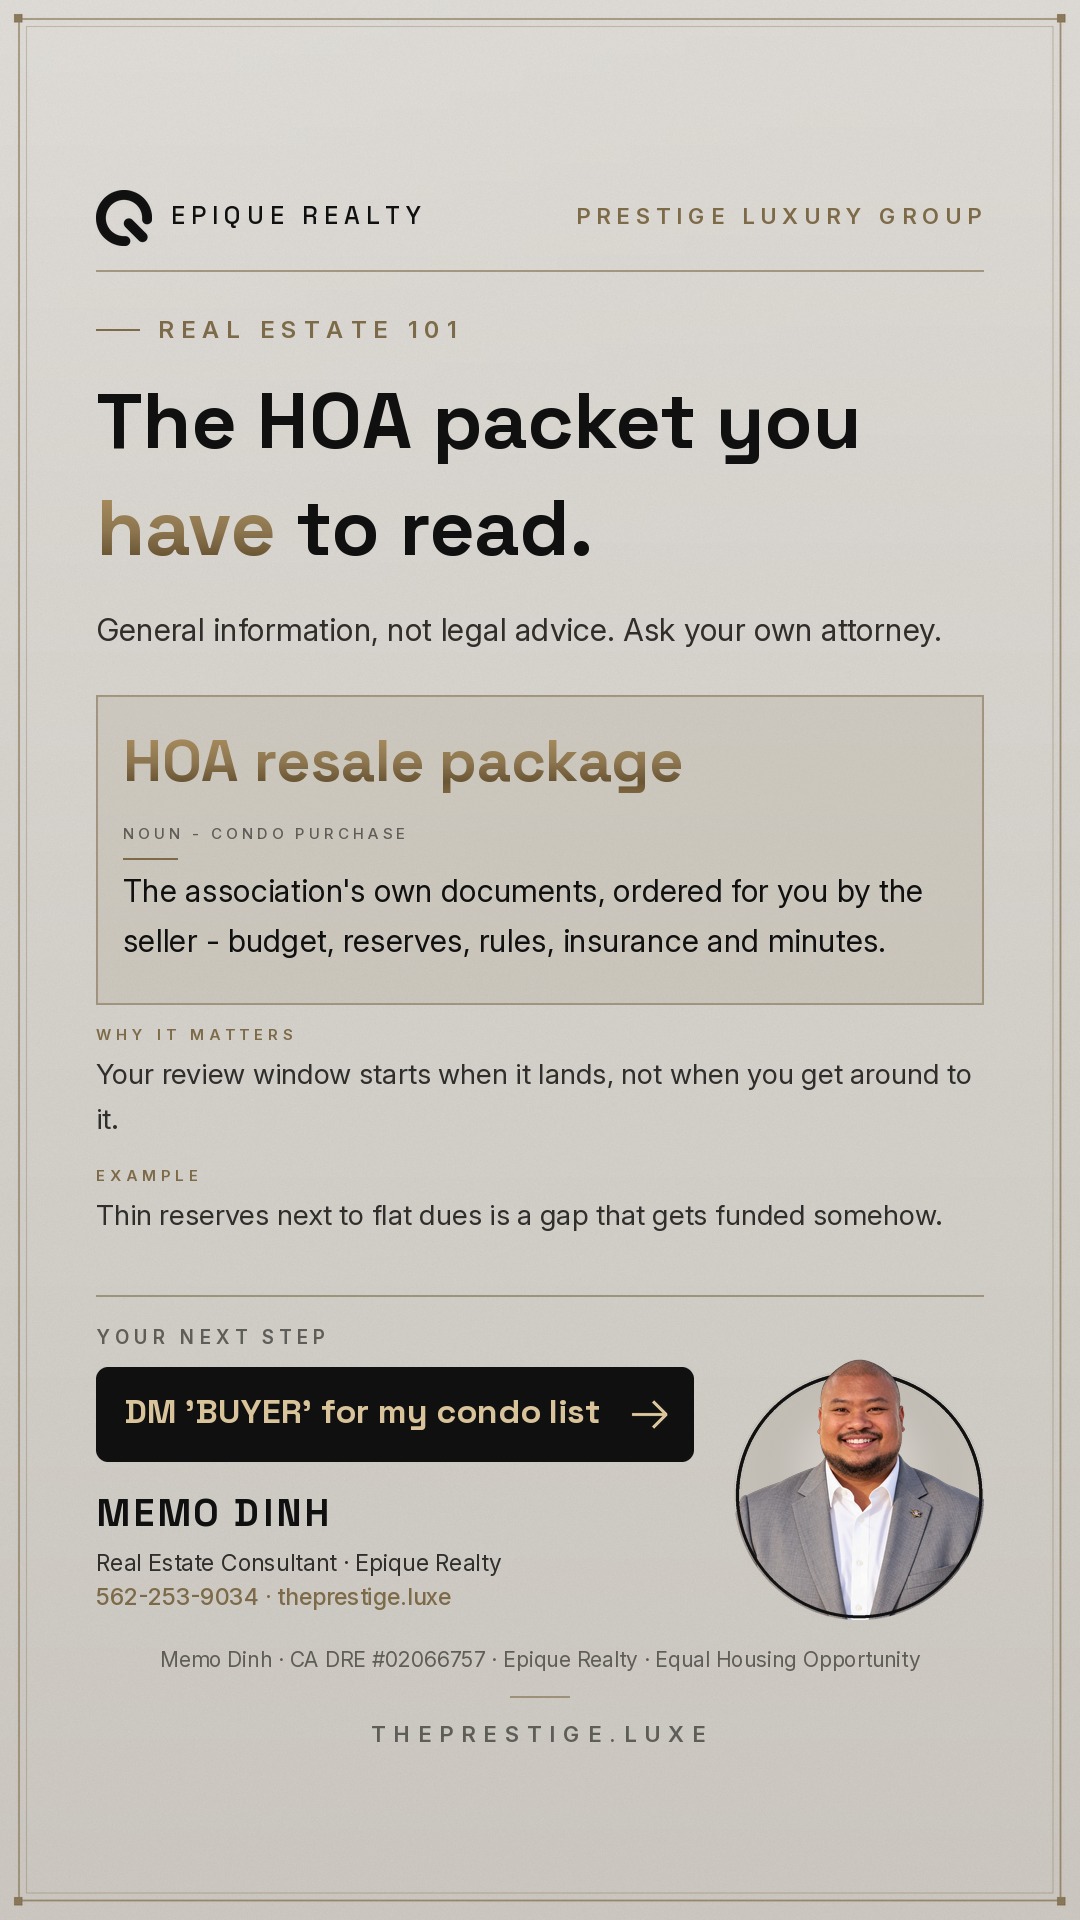 EPIQUE REALTY
PRESTIGE LUXURY GROUP
REAL ESTATE 101
The HOA packet you
have to read.
General information, not legal advice. Ask your own attorney.
HOA resale package
NOUN - CONDO PURCHASE
The association's own documents, ordered for you by the
seller - budget, reserves, rules, insurance and minutes.
WHY IT MATTERS
Your review window starts when it lands, not when you get around to
it.
EXAMPLE
Thin reserves next to flat dues is a gap that gets funded somehow.
YOUR NEXT STEP
DM ’BUYER’ for my condo list →
MEMO DINH
Real Estate Consultant · Epique Realty
562-253-9034 · theprestige.luxe
Memo Dinh · CA DRE #02066757 · Epique Realty · Equal Housing Opportunity
THEPRESTIGE.LUXE